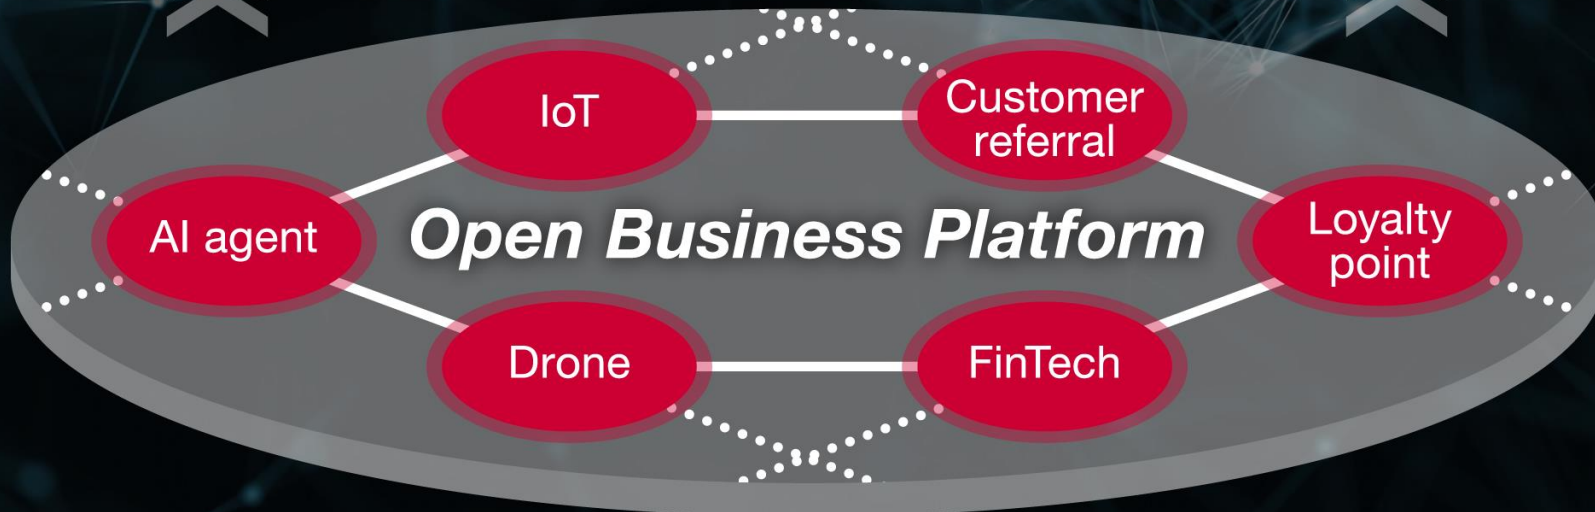 IoT
Customer
referral
AI agent
Open Business Platform
Loyalty
point
Drone
FinTech